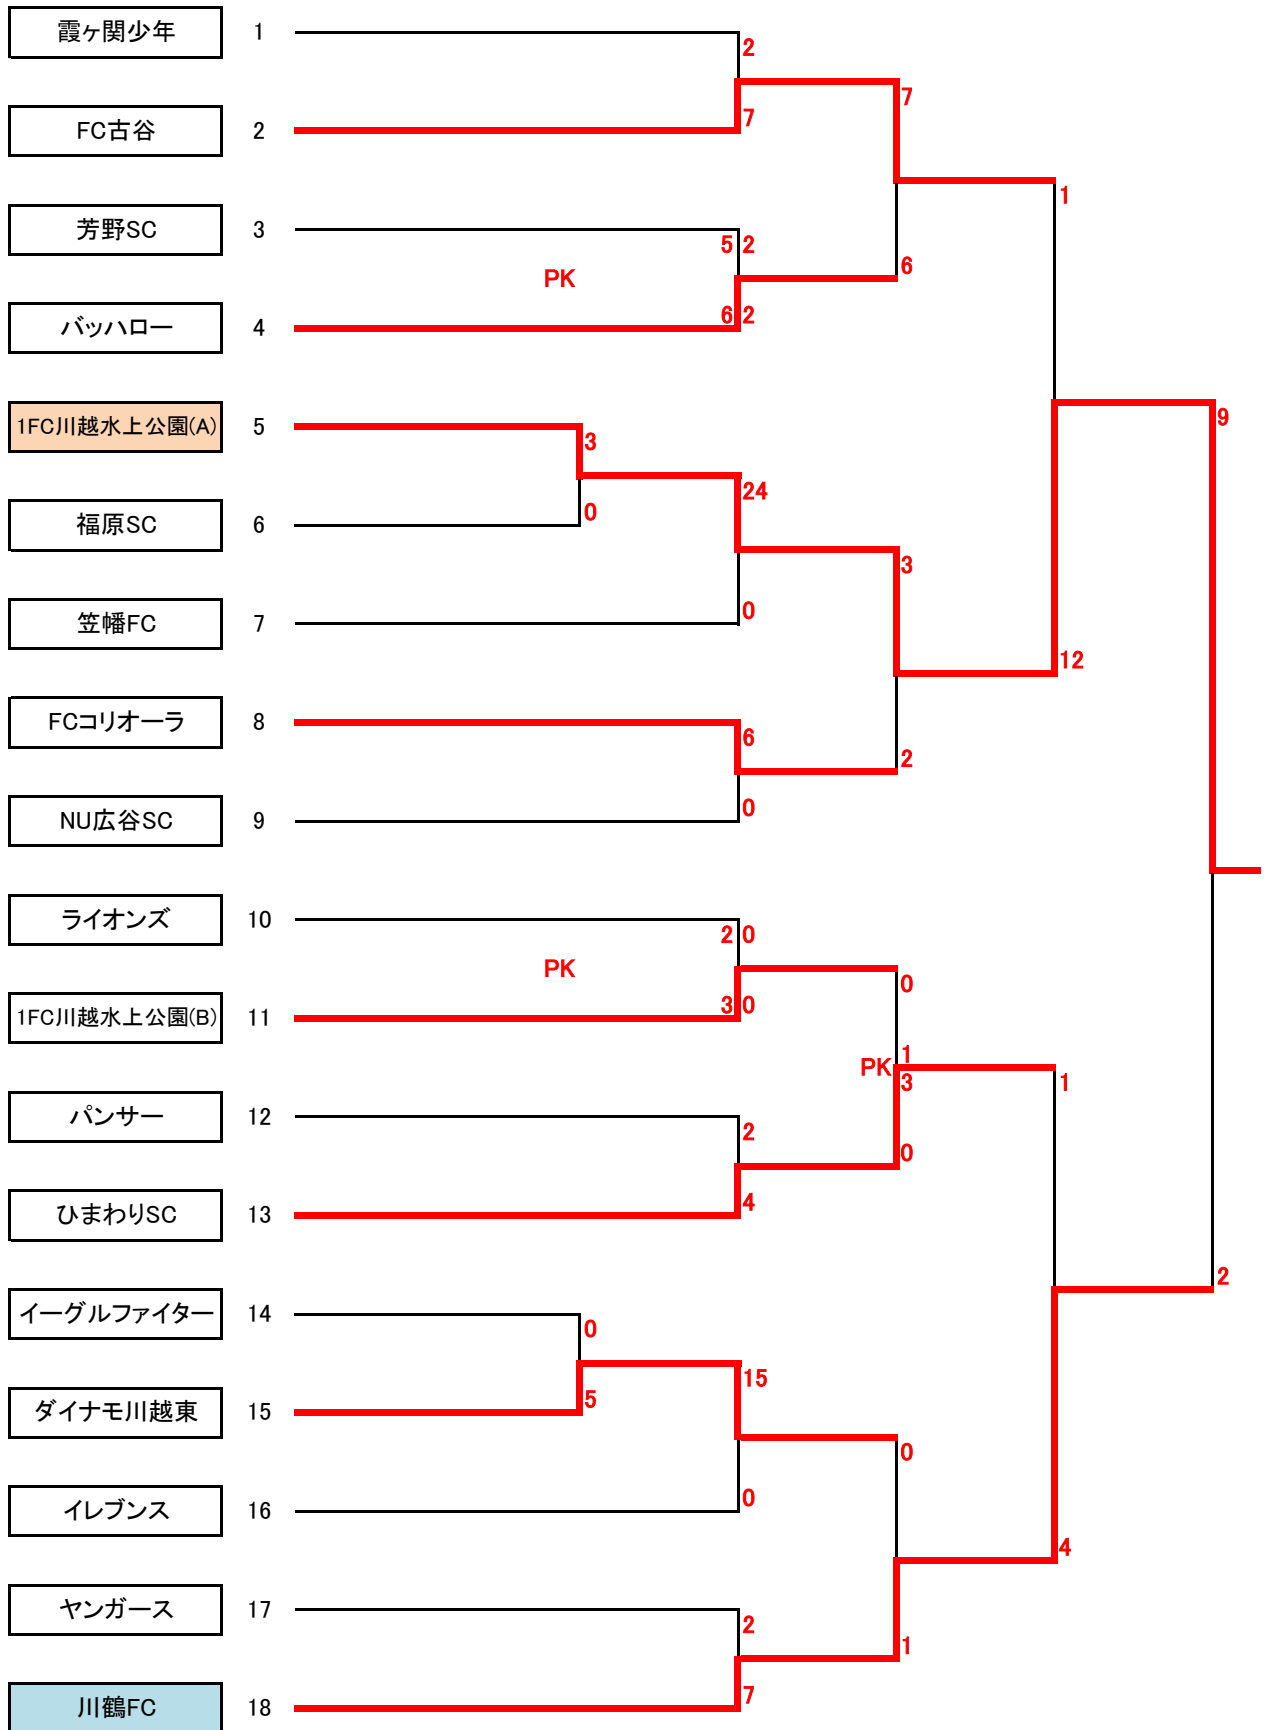 霞ヶ関少年 1
2
7
FC古谷 2
7
1
芳野SC 3
5 2
PK
6
バッハロー 4
6 2
1FC川越水上公園(A) 5
3
9
24
福原SC 6
0
3
笠幡FC 7
0
12
FCコリオーラ 8
6
2
NU広谷SC 9
0
ライオンズ 10
2 0
PK
0
1FC川越水上公園(B) 11
3 0
1
PK
3
1
パンサー 12
2
0
ひまわりSC 13
4
2
イーグルファイター 14
0
15
ダイナモ川越東 15
5
0
イレブンス 16
0
4
ヤンガース 17
2
1
川鶴FC 18
7